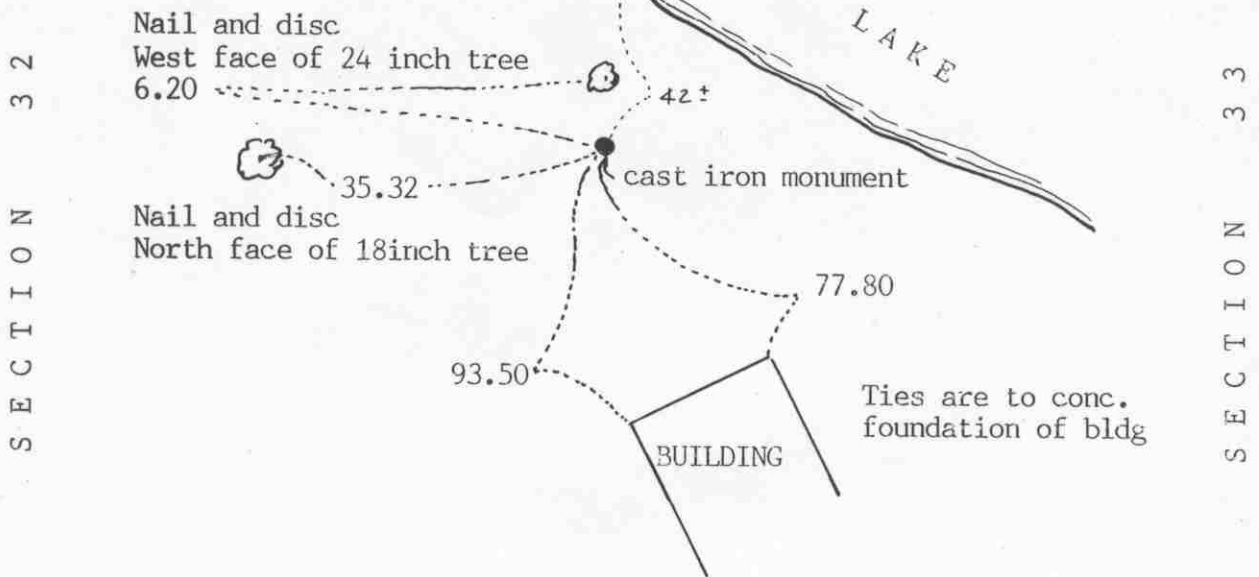 SECTION 32
Nail and disc
West face of 24 inch tree
6.20
LAKE
42±
cast iron monument
35.32
Nail and disc
North face of 18inch tree
77.80
93.50
Ties are to conc.
foundation of bldg
BUILDING
SECTION 33